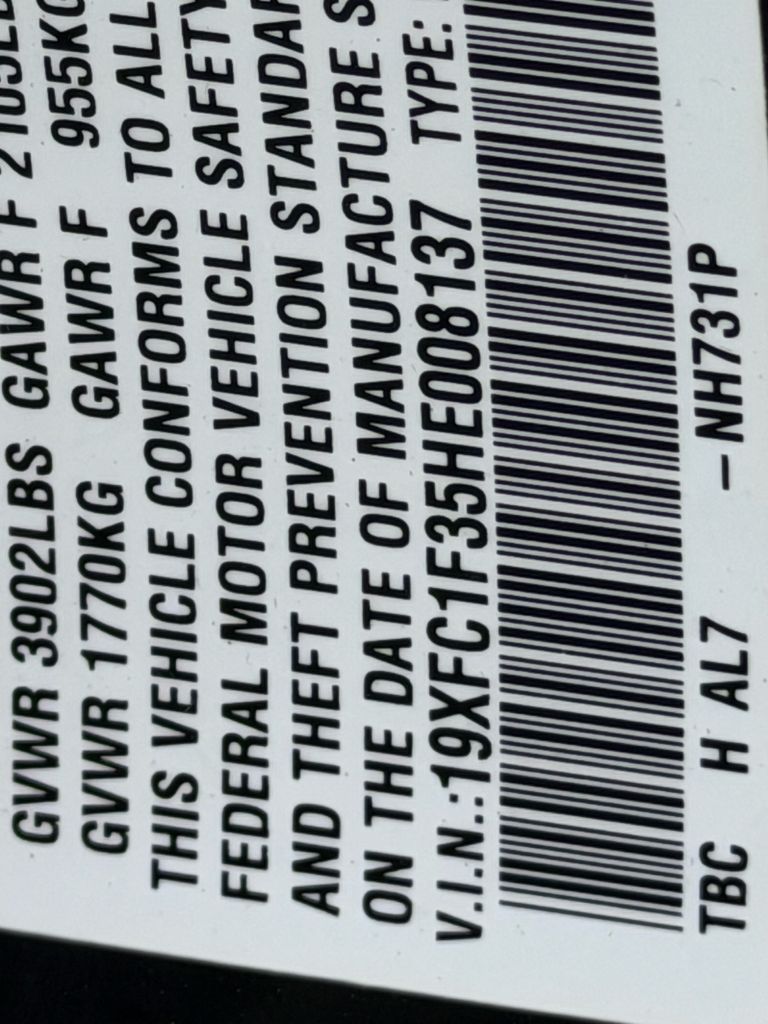 GVWR 3902LBS GAWR F 2105LB
GVWR 1770KG GAWR F 955KG
THIS VEHICLE CONFORMS TO ALL
FEDERAL MOTOR VEHICLE SAFETY
AND THEFT PREVENTION STANDAR
ON THE DATE OF MANUFACTURE S
V.I.N.:19XFC1F35HE008137 TYPE:
TBC H AL7 -NH731P